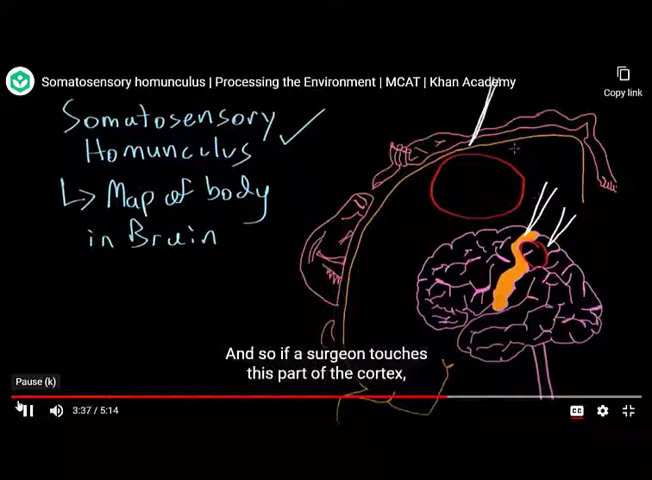 Somatosensory homunculus | Processing the Environment | MCAT | Khan Academy
Copy link
Somatosensory
Homunculus
Map of body
in Brain
And so if a surgeon touches
this part of the cortex,
Pause (k)
3:37 / 5:14
CC